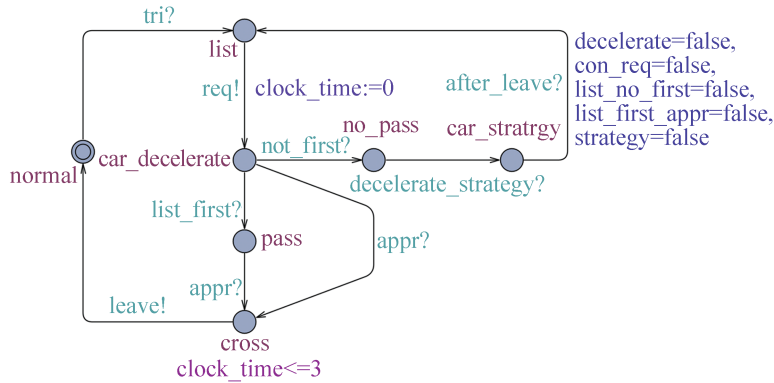 tri?
list
decelerate=false,
con_req=false,
list_no_first=false,
list_first_appr=false,
strategy=false
req!
clock_time:=0
after_leave?
no_pass
car_stratrgy
normal
car_decelerate
not_first?
decelerate_strategy?
list_first?
pass
appr?
appr?
leave!
cross
clock_time<=3